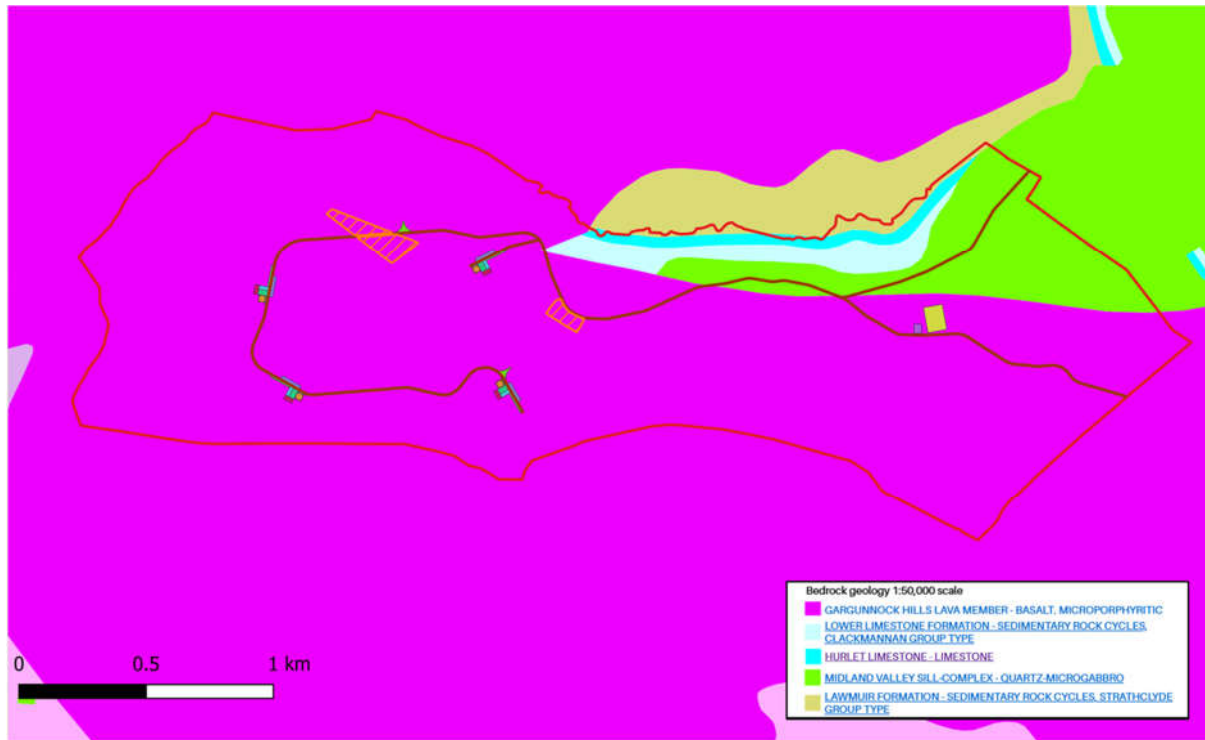 Bedrock geology 1:50,000 scale
GARGUNNOCK HILLS LAVA MEMBER - BASALT, MICROPORPHYRITIC
LOWER LIMESTONE FORMATION - SEDIMENTARY ROCK CYCLES,
CLACKMANNAN GROUP TYPE
HURLET LIMESTONE - LIMESTONE
MIDLAND VALLEY SILL-COMPLEX - QUARTZ-MICROGABBRO
LAWMUIR FORMATION - SEDIMENTARY ROCK CYCLES, STRATHCLYDE
GROUP TYPE
0 0.5 1 km